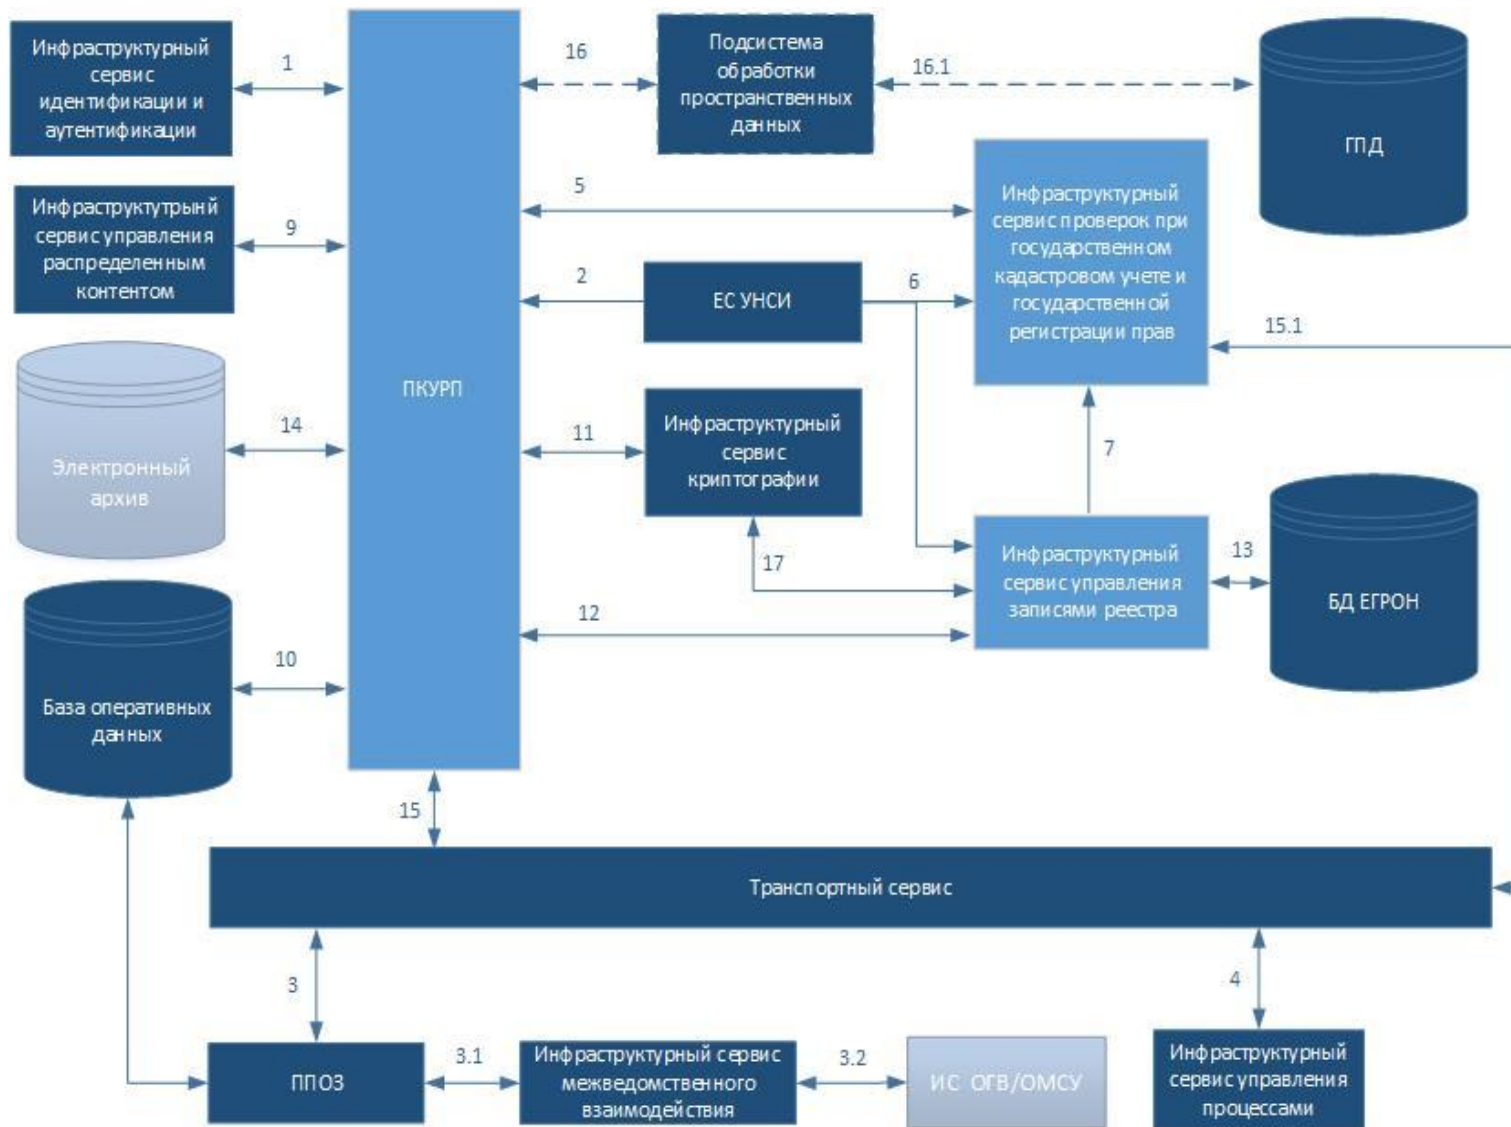 Инфраструктурный
сервис
идентификации и
аутентификации
1
16
Подсистема
обработки
пространственных
данных
16.1
ГПД
Инфраструктутрынй
сервис управления
распределенным
контентом
9
5
Инфраструктурный
сервис проверок при
государственном
кадастровом учете и
государственной
регистрации прав
2
ЕС УНСИ
6
15.1
ПКУРП
Электронный
архив
14
11
Инфраструктурный
сервис
криптографии
7
17
Инфраструктурный
сервис управления
записями реестра
13
БД ЕГРОН
12
База оперативных
данных
10
15
Транспортный сервис
3
4
ППОЗ
3.1
Инфраструктурный сервис
межведомственного
взаимодействия
3.2
ИС ОГВ/ОМСУ
Инфраструктурный
сервис управления
процессами